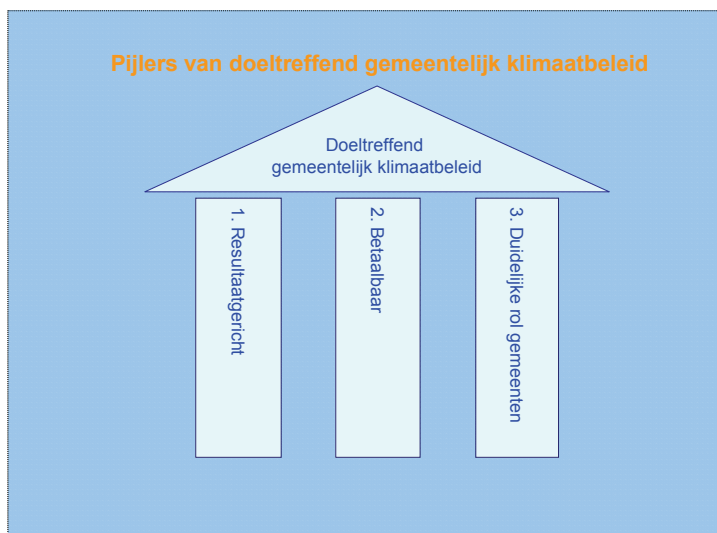 Pijlers van doeltreffend gemeentelijk klimaatbeleid
Doeltreffend
gemeentelijk klimaatbeleid
1. Resultaatgericht
2. Betaalbaar
3. Duidelijke rol gemeenten